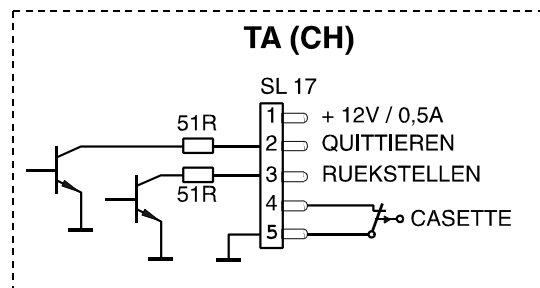 TA (CH)
SL 17
51R
1 + 12V / 0,5A
2 QUITTIEREN
51R
3 RUEKSTELLEN
4
CASETTE
5